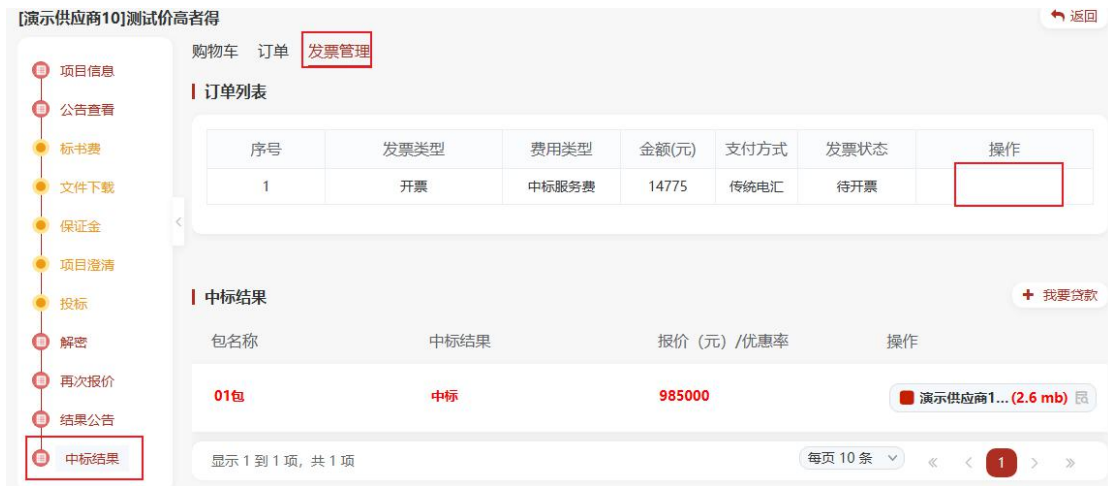 [演示供应商10]测试价高者得
返回
项目信息
公告查看
标书费
文件下载
保证金
项目澄清
投标
解密
再次报价
结果公告
中标结果
购物车 订单 发票管理
订单列表
序号 发票类型 费用类型 金额(元) 支付方式 发票状态 操作
1 开票 中标服务费 14775 传统电汇 待开票
中标结果
+ 我要贷款
包名称 中标结果 报价（元）/优惠率 操作
01包 中标 985000 演示供应商1... (2.6 mb)
显示 1 到 1 项，共 1 项
每页 10 条 « < 1 > »